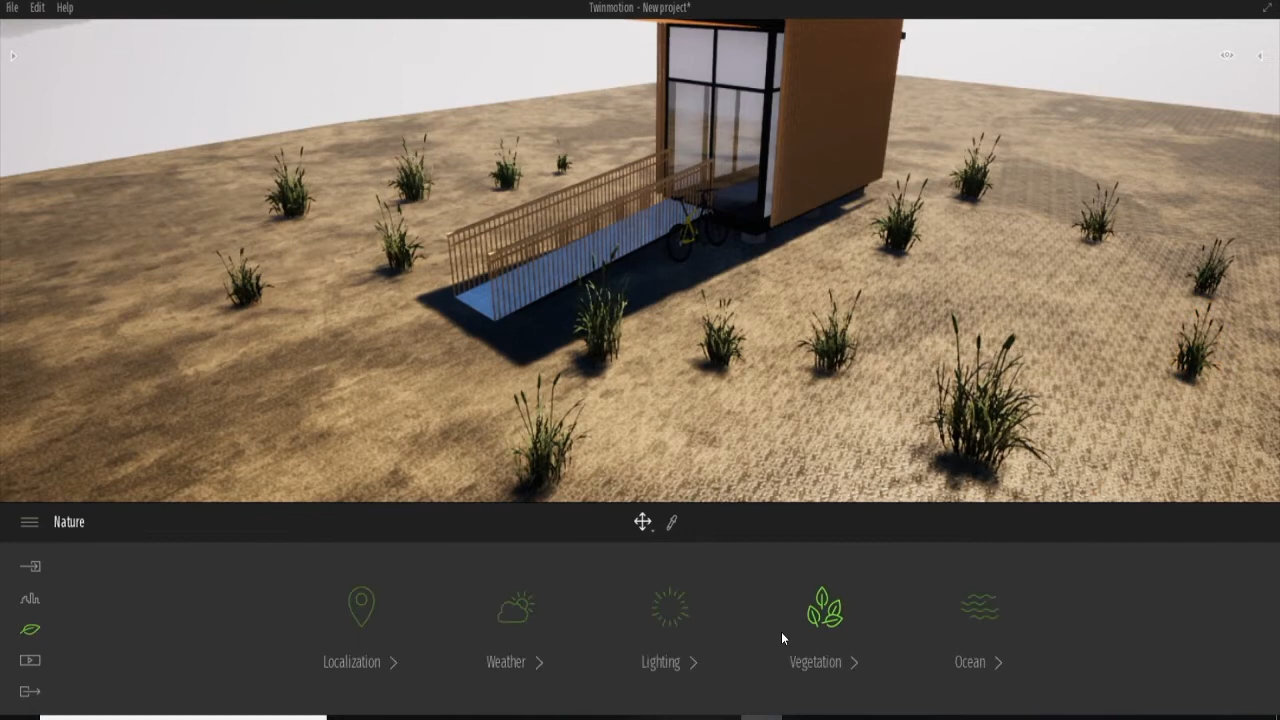 File Edit Help
Twinmotion - New project*
Nature
Localization
Weather
Lighting
Vegetation
Ocean